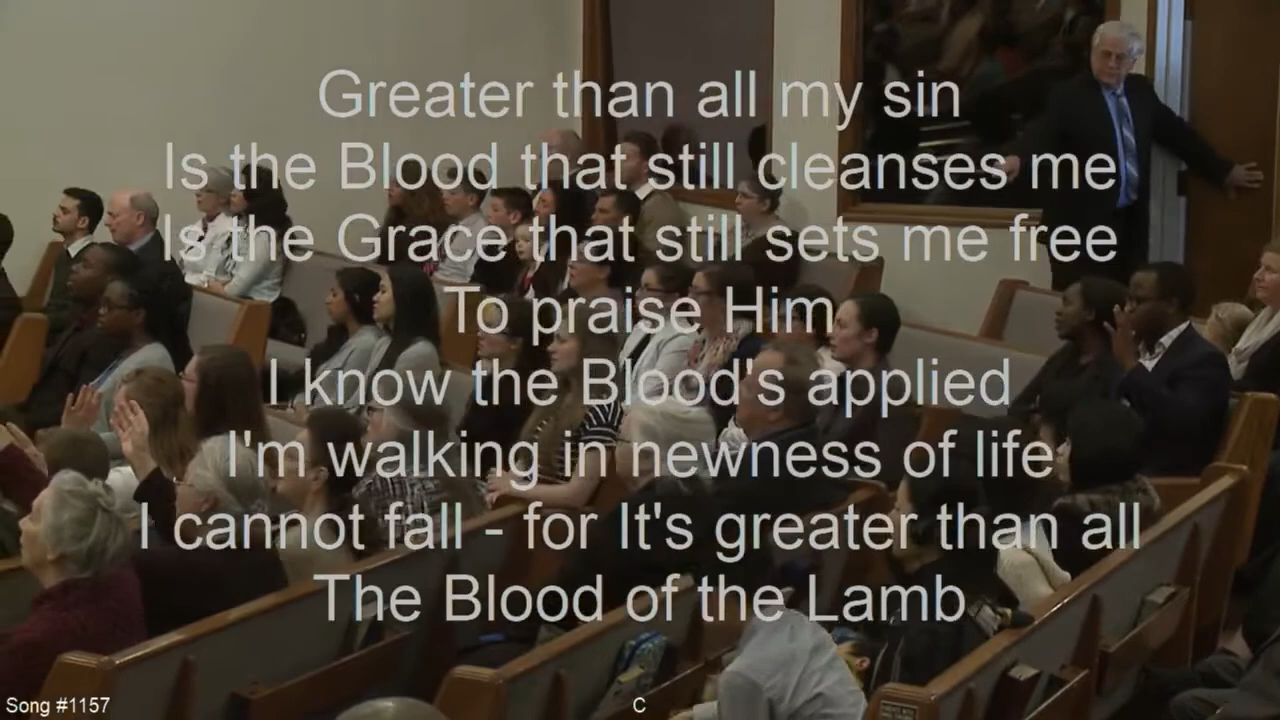 Greater than all my sin
Is the Blood that still cleanses me
Is the Grace that still sets me free
To praise Him
I know the Blood's applied
I'm walking in newness of life
I cannot fall - for It's greater than all
The Blood of the Lamb
Song #1157
C